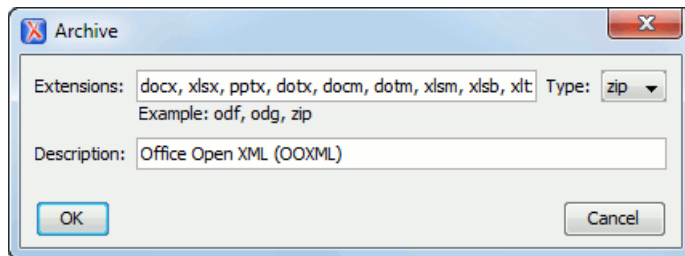 Archive
Extensions: docx, xlsx, pptx, dotx, docm, dotm, xlsm, xlsb, xlt Type: zip
Example: odf, odg, zip
Description: Office Open XML (OOXML)
OK Cancel